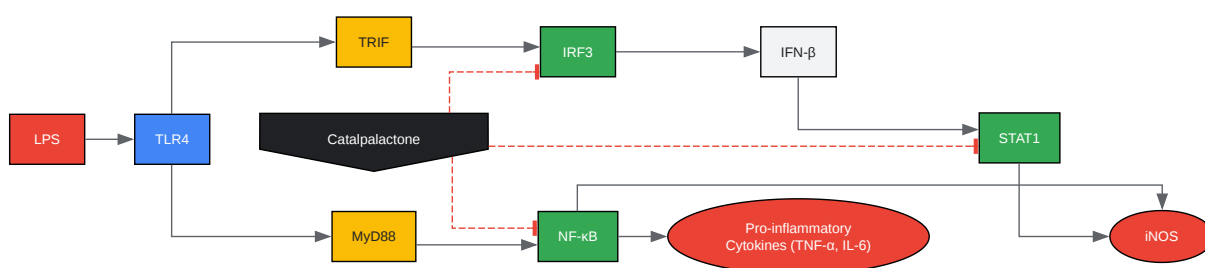 TRIF
IRF3
IFN-β
LPS
TLR4
Catalpalactone
STAT1
MyD88
NF-κB
Pro-inflammatory
Cytokines (TNF-α, IL-6)
iNOS